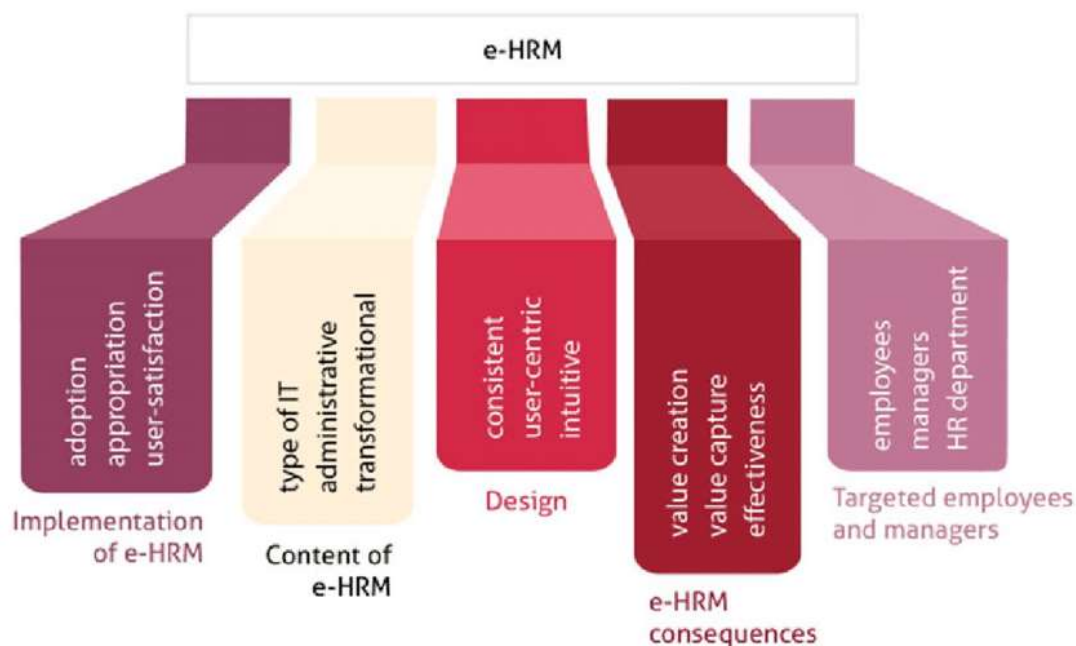 e-HRM
adoption
appropriation
user-satisfaction
Implementation
of e-HRM
type of IT
administrative
transformational
Content of
e-HRM
consistent
user-centric
intuitive
Design
value creation
value capture
effectiveness
e-HRM
consequences
employees
managers
HR department
Targeted employees
and managers